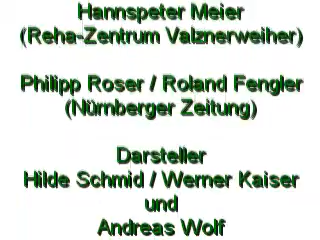 Hannspeter Meier
(Reha-Zentrum Valznerweiher)
Philipp Roser / Roland Fengler
(Nürnberger Zeitung)
Darsteller
Hilde Schmid / Werner Kaiser
und
Andreas Wolf